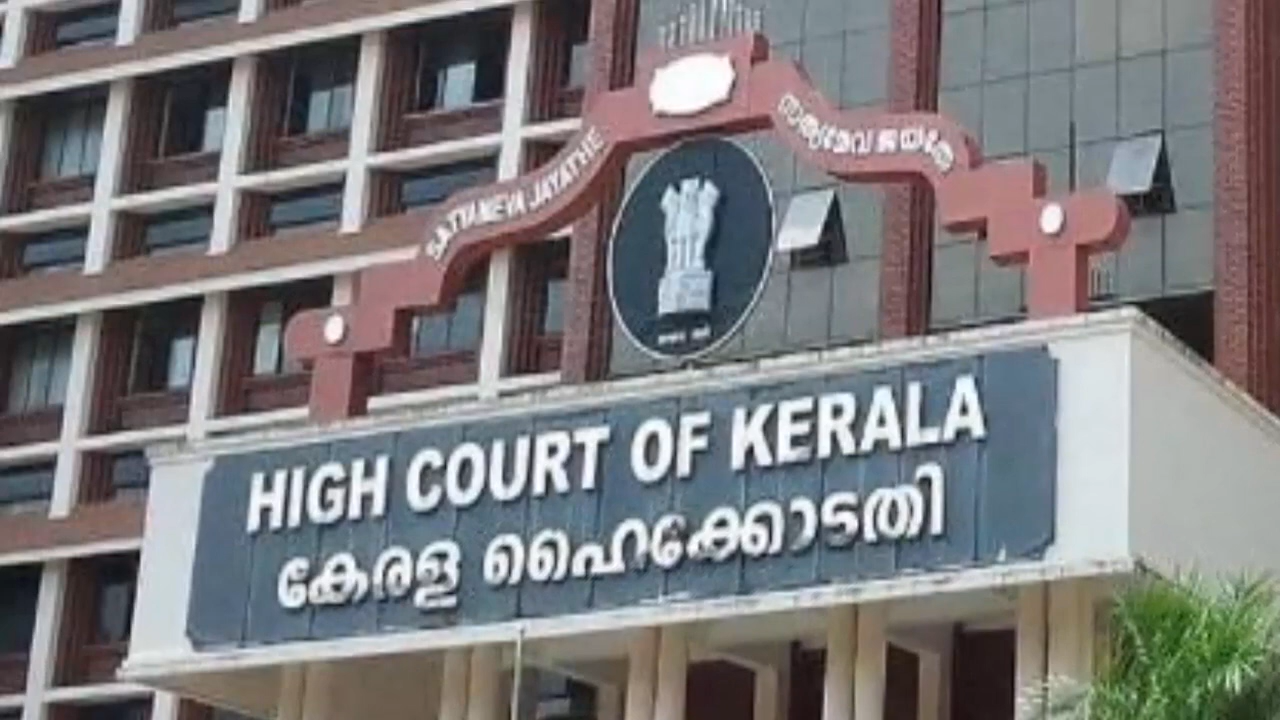 SATYAMEVA JAYATHE
സത്യമേവ ജയതേ
HIGH COURT OF KERALA
കേരള ഹൈക്കോടതി